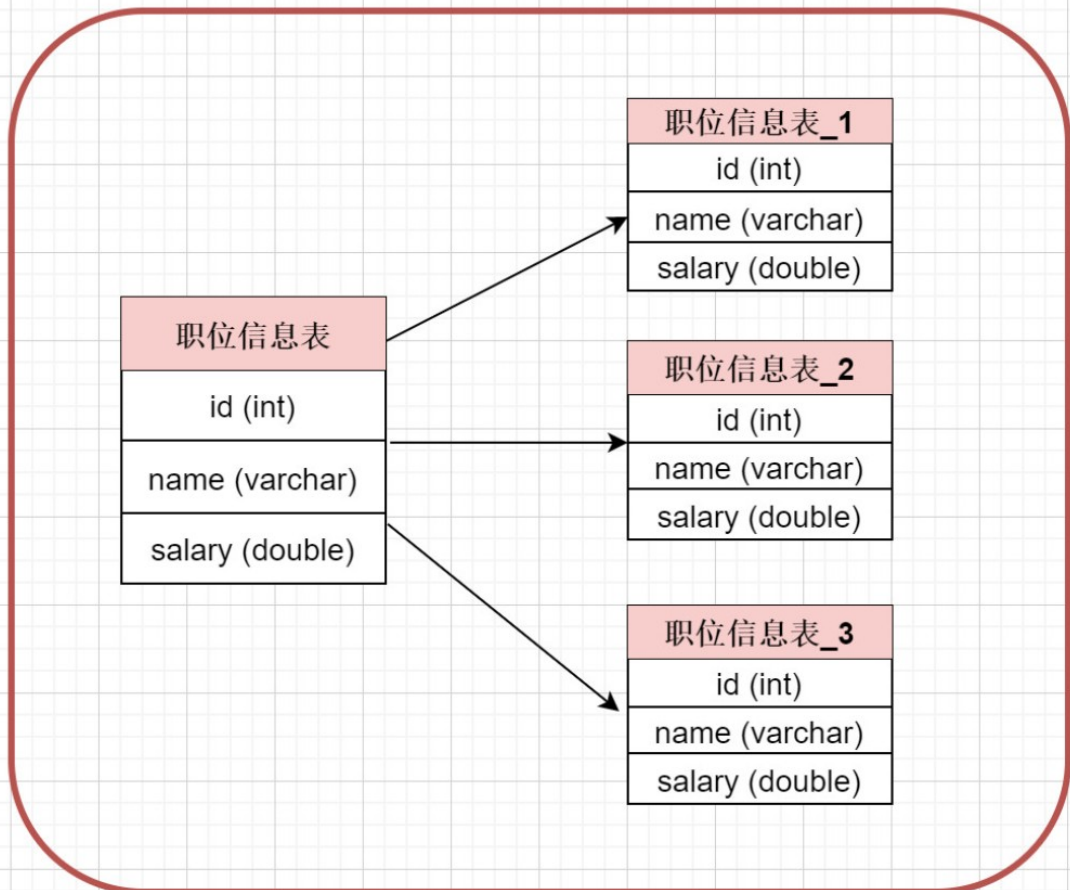 职位信息表
id (int)
name (varchar)
salary (double)
职位信息表_1
id (int)
name (varchar)
salary (double)
职位信息表_2
id (int)
name (varchar)
salary (double)
职位信息表_3
id (int)
name (varchar)
salary (double)